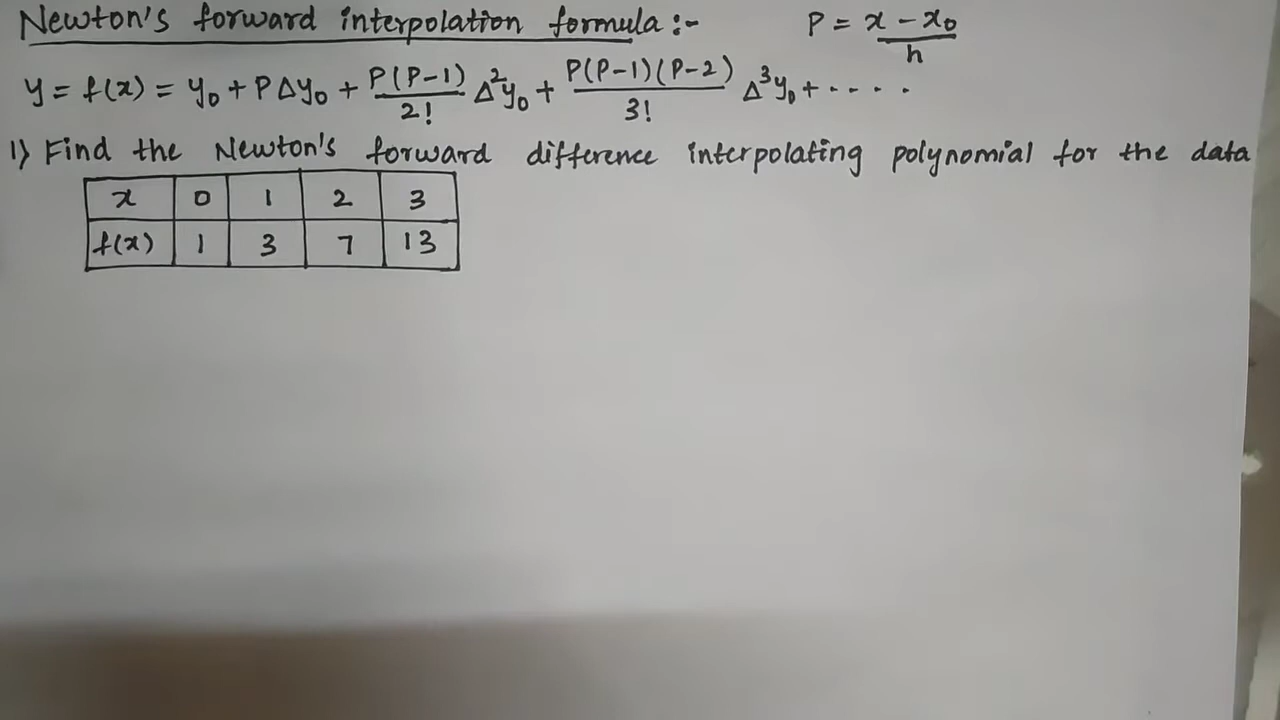 Newton's forward interpolation formula :- P = x - x₀ / h
y = f(x) = y₀ + PΔy₀ + P(P-1)/2! Δ²y₀ + P(P-1)(P-2)/3! Δ³y₀ + ....
1) Find the Newton's forward difference interpolating polynomial for the data
x 0 1 2 3
f(x) 1 3 7 13